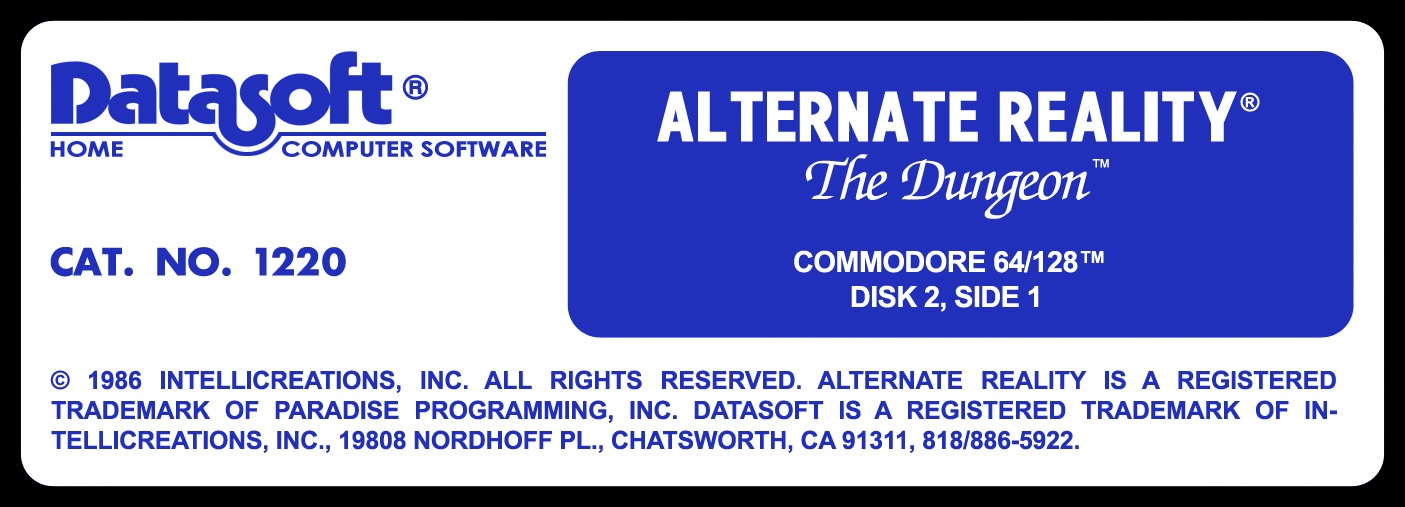 Datasoft®
HOME COMPUTER SOFTWARE
CAT. NO. 1220
ALTERNATE REALITY®
The Dungeon™
COMMODORE 64/128™
DISK 2, SIDE 1
© 1986 INTELLICREATIONS, INC. ALL RIGHTS RESERVED. ALTERNATE REALITY IS A REGISTERED
TRADEMARK OF PARADISE PROGRAMMING, INC. DATASOFT IS A REGISTERED TRADEMARK OF IN-
TELLICREATIONS, INC., 19808 NORDHOFF PL., CHATSWORTH, CA 91311, 818/886-5922.